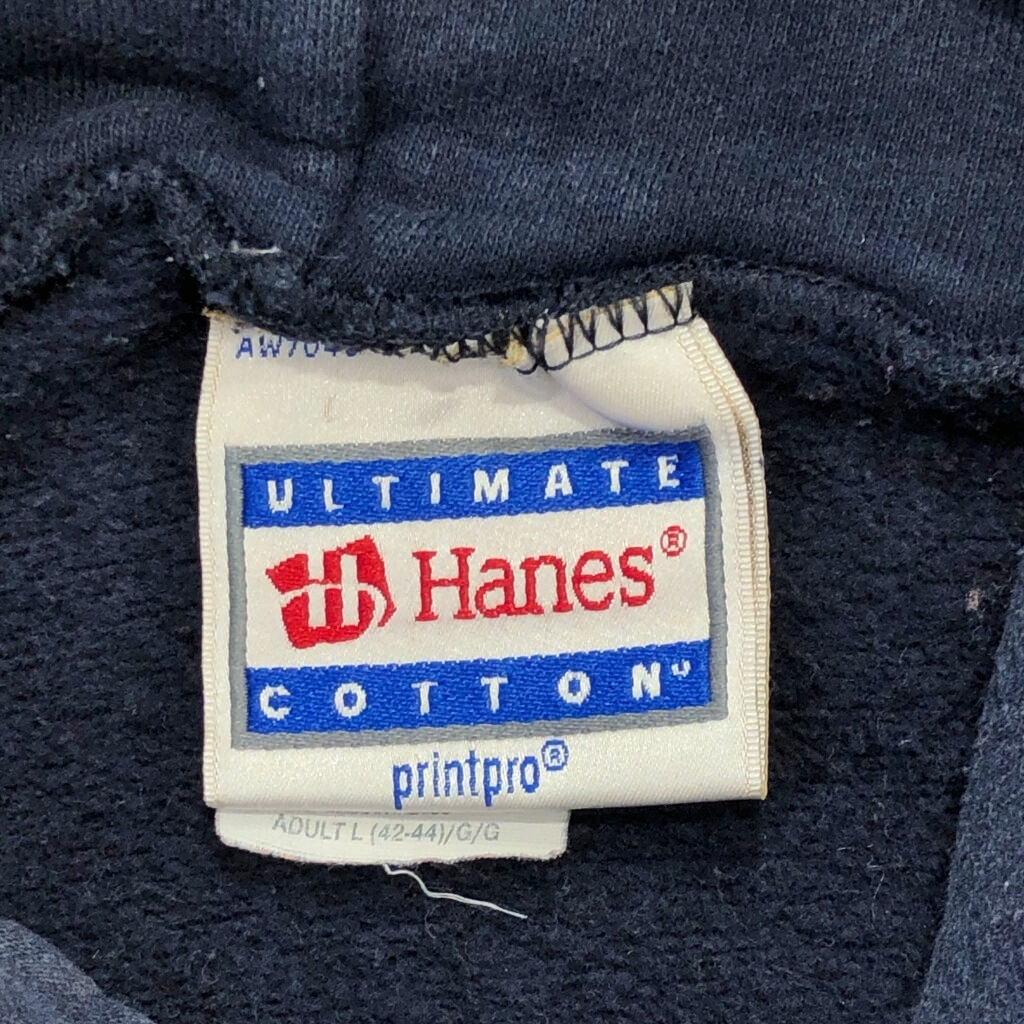 ULTIMATE
Hanes®
COTTON
printpro®
ADULT L (42-44)/G/G